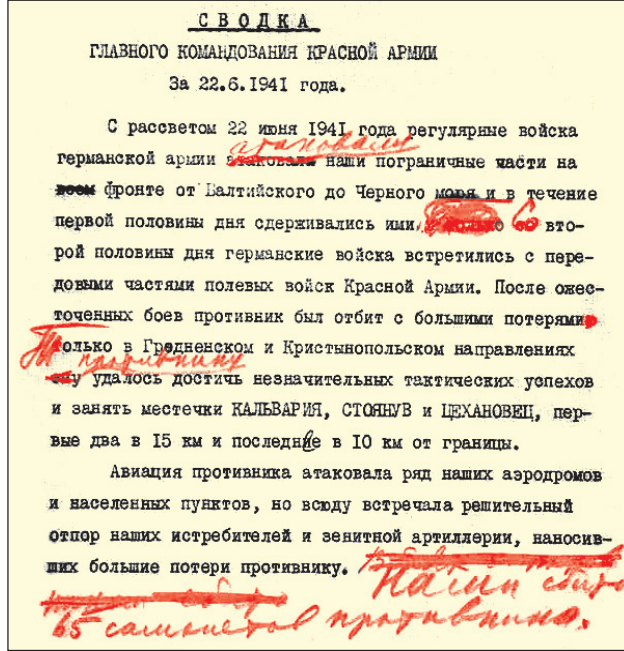 СВОДКА
ГЛАВНОГО КОМАНДОВАНИЯ КРАСНОЙ АРМИИ
За 22.6.1941 года.
С рассветом 22 июня 1941 года регулярные войска
атаковали
германской армии атаковали наши пограничные части на
всем фронте от Балтийского до Черного моря и в течение
первой половины дня сдерживались ими, только Со вто-
рой половины дня германские войска встретились с пере-
довыми частями полевых войск Красной Армии. После ожес-
точенных боев противник был отбит с большими потерями.
Только в Гродненском и Кристынопольском направлениях
противнику
ему удалось достичь незначительных тактических успехов
и занять местечки КАЛЬВАРИЯ, СТОЯНУВ и ЦЕХАНОВЕЦ, пер-
вые два в 15 км и последнее в 10 км от границы.
Авиация противника атаковала ряд наших аэродромов
и населенных пунктов, но всюду встречала решительный
отпор наших истребителей и зенитной артиллерии, наносив-
ших большие потери противнику.
Нами сбито
65 самолетов противника.